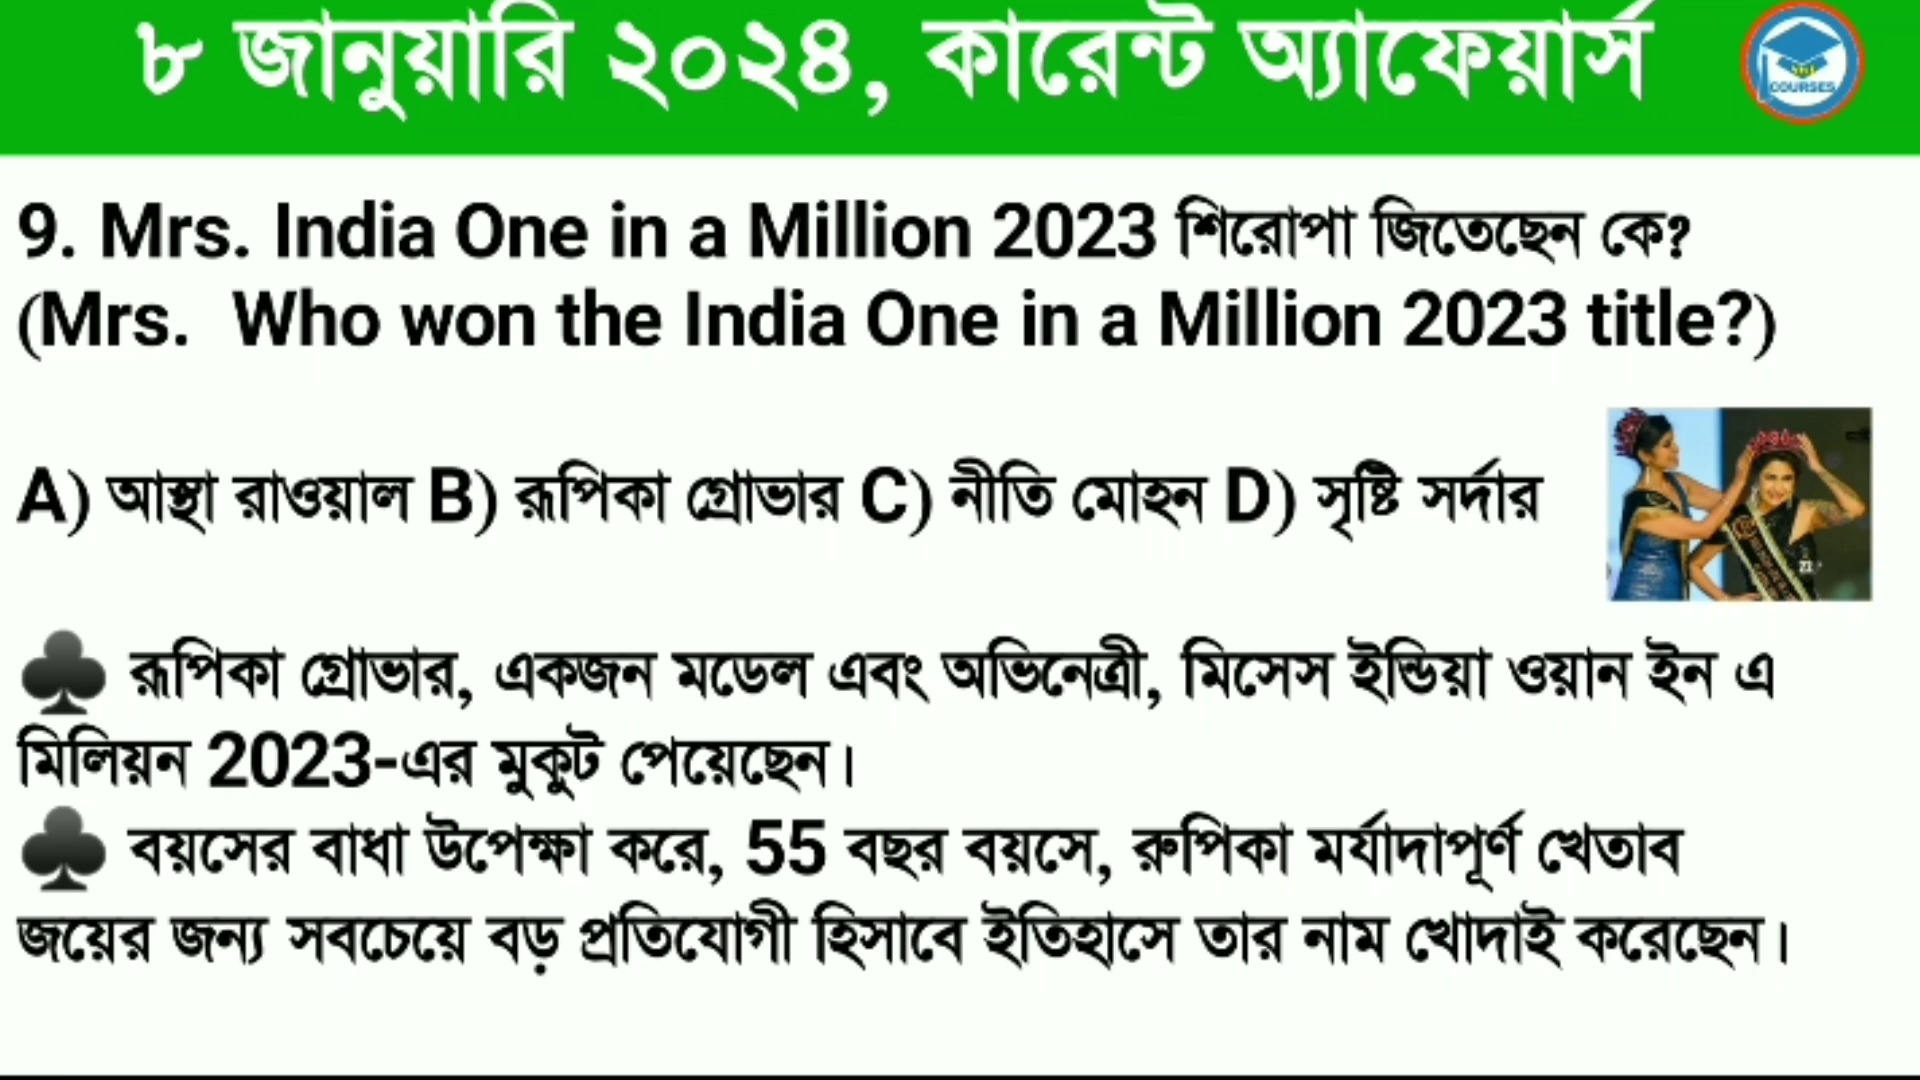 ৮ জানুয়ারি ২০২৪, কারেন্ট অ্যাফেয়ার্স
COURSES
9. Mrs. India One in a Million 2023 শিরোপা জিতেছেন কে?
(Mrs. Who won the India One in a Million 2023 title?)
A) আস্থা রাওয়াল B) রূপিকা গ্রোভার C) নীতি মোহন D) সৃষ্টি সর্দার
♣ রূপিকা গ্রোভার, একজন মডেল এবং অভিনেত্রী, মিসেস ইন্ডিয়া ওয়ান ইন এ
মিলিয়ন 2023-এর মুকুট পেয়েছেন।
♣ বয়সের বাধা উপেক্ষা করে, 55 বছর বয়সে, রুপিকা মর্যাদাপূর্ণ খেতাব
জয়ের জন্য সবচেয়ে বড় প্রতিযোগী হিসাবে ইতিহাসে তার নাম খোদাই করেছেন।